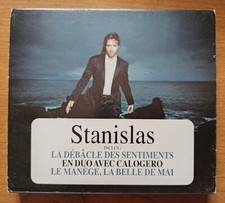 Stanislas
INCLUS :
LA DÉBÂCLE DES SENTIMENTS
EN DUO AVEC CALOGERO
LE MANÈGE, LA BELLE DE MAI